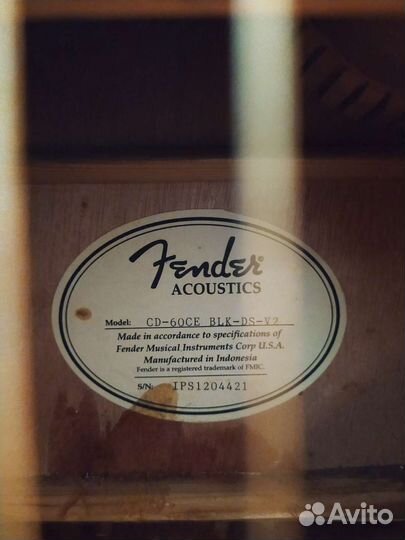 Fender
ACOUSTICS
Model: CD-60CE BLK-DS-V2
Made in accordance to specifications of
Fender Musical Instruments Corp U.S.A.
Manufactured in Indonesia
Fender is a registered trademark of FMIC.
S/N: IPS1204421
Avito